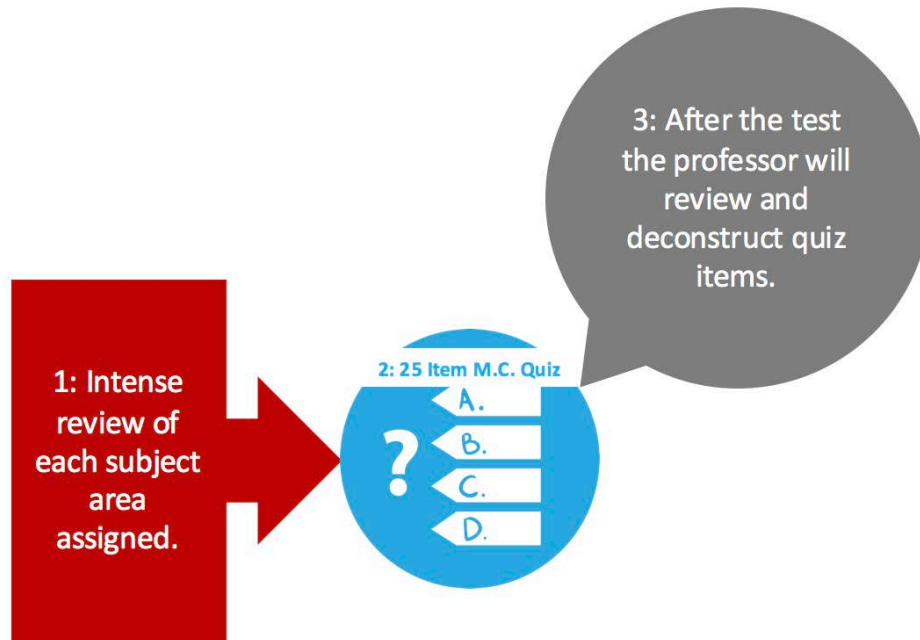 1: Intense
review of
each subject
area
assigned.
2: 25 Item M.C. Quiz
?
A.
B.
C.
D.
3: After the test
the professor will
review and
deconstruct quiz
items.